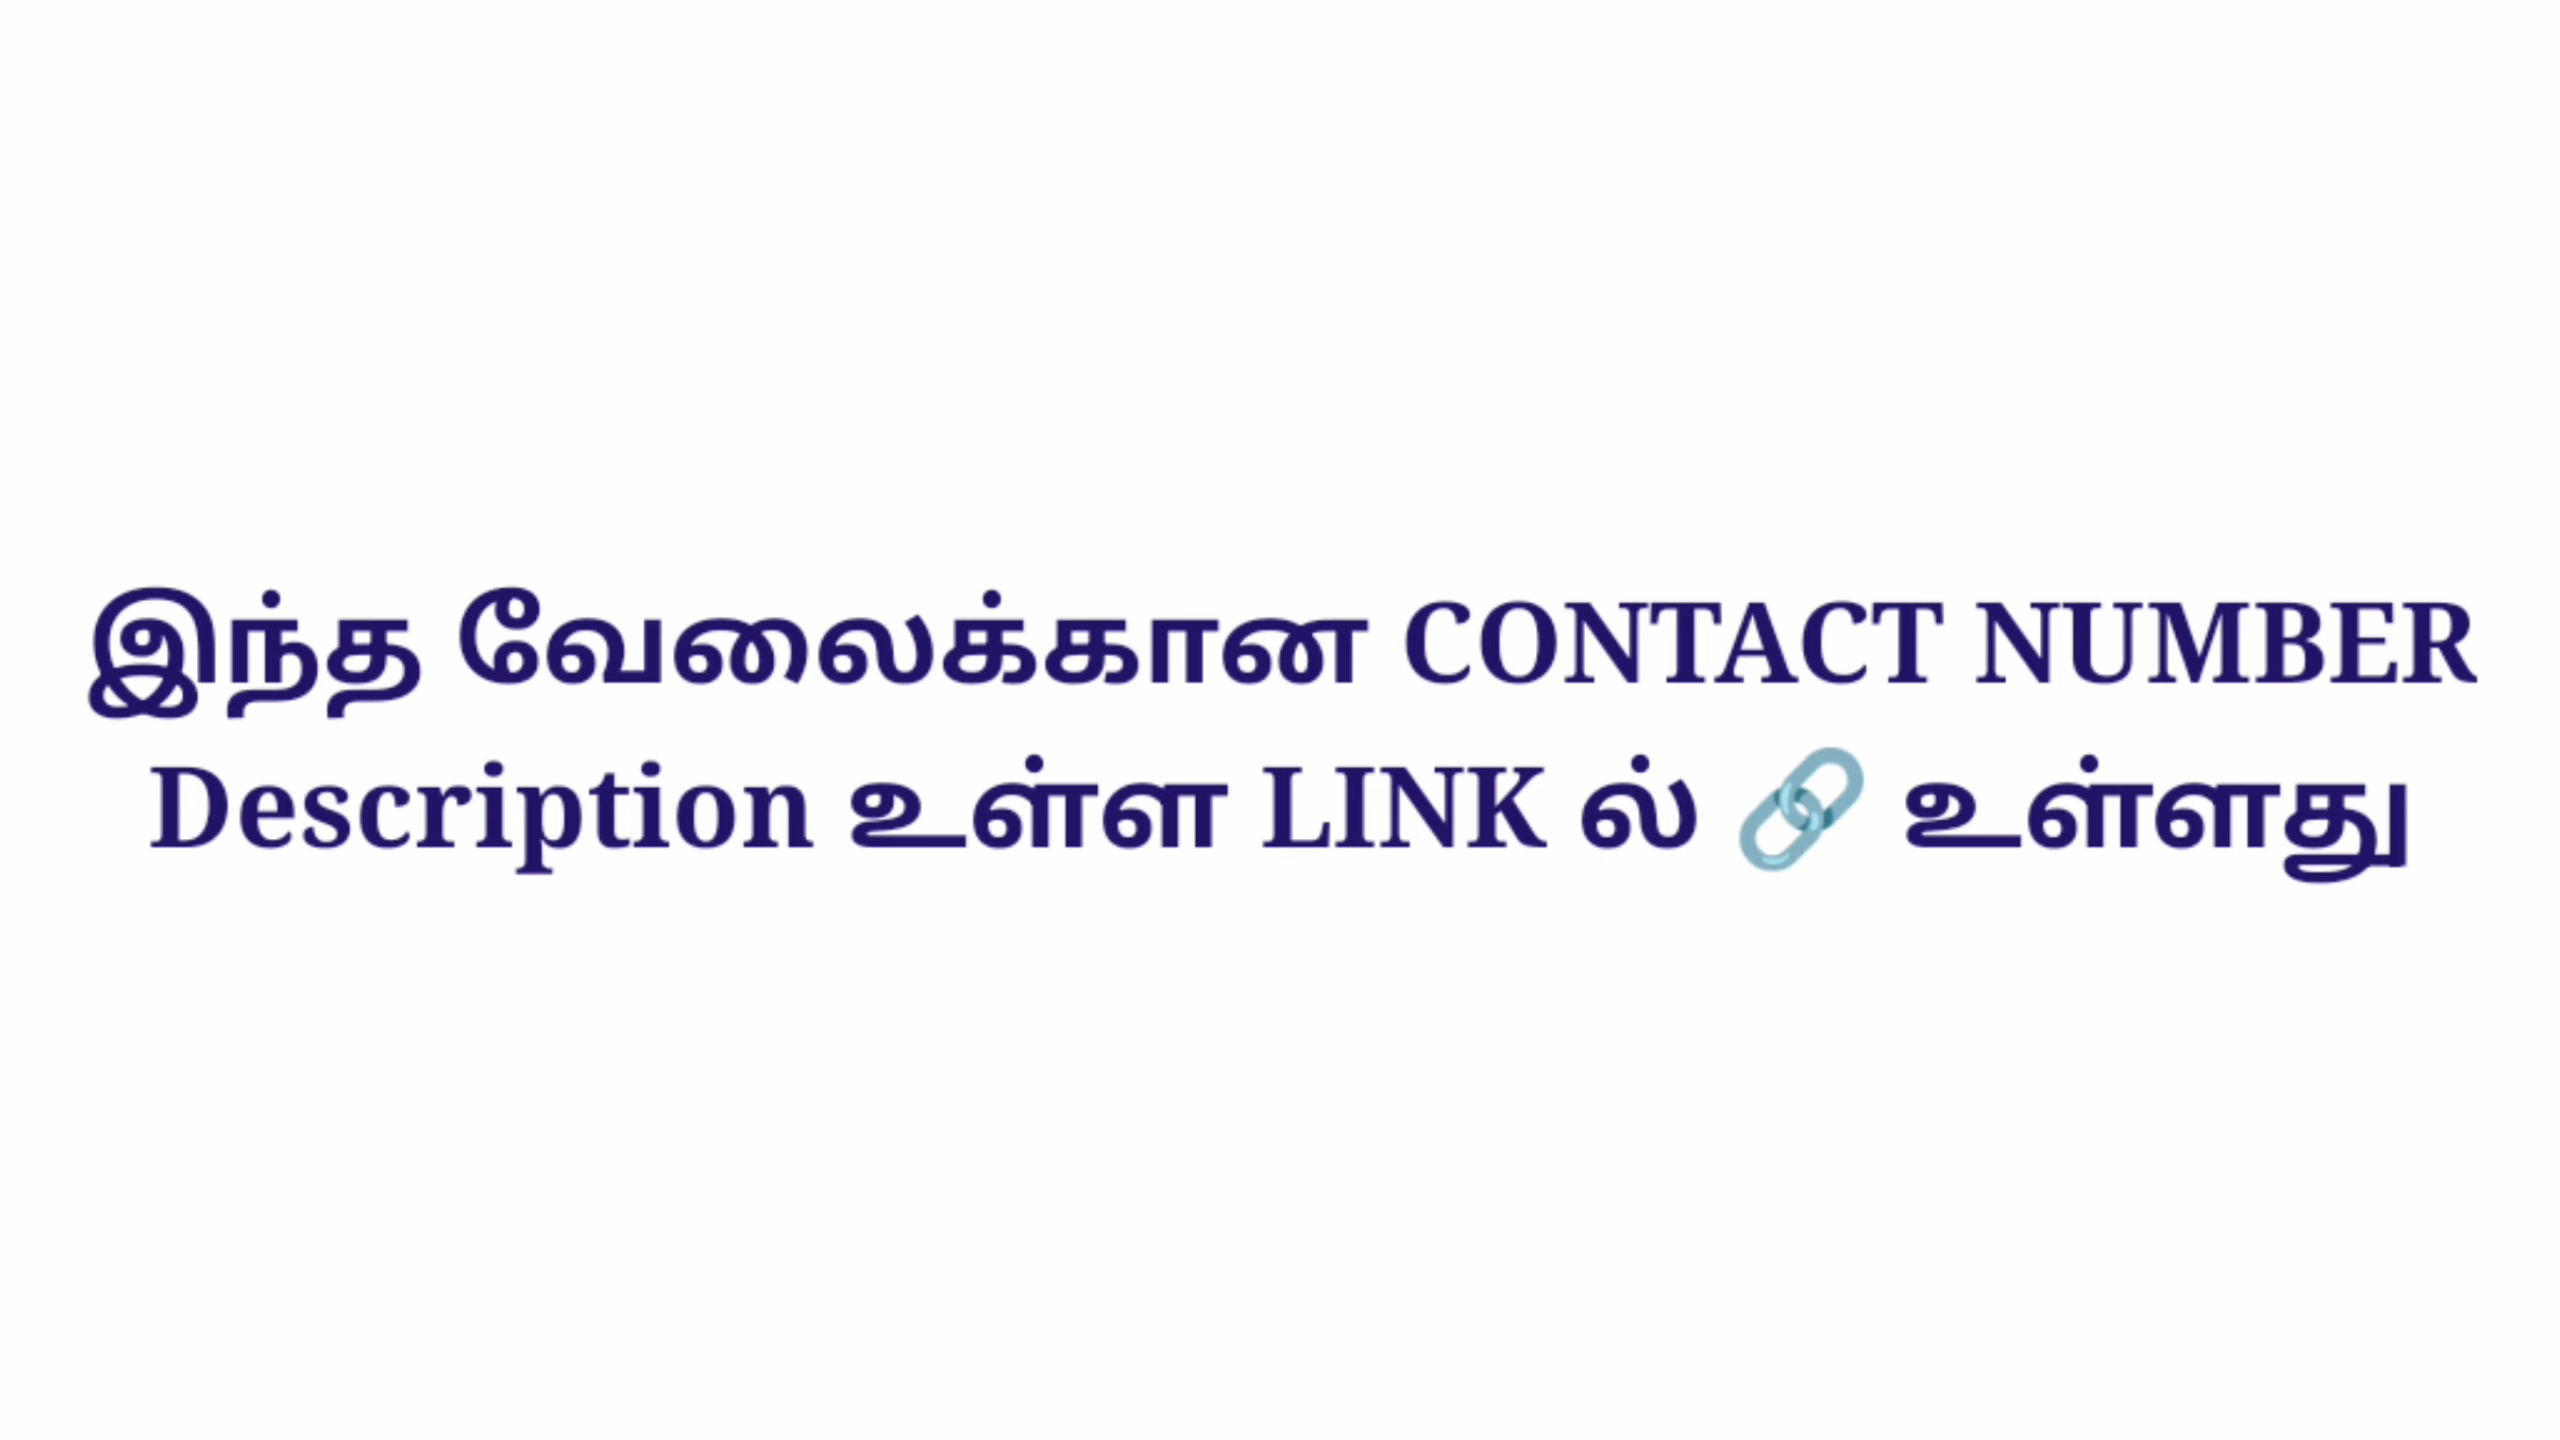 இந்த வேலைக்கான CONTACT NUMBER
Description உள்ள LINK ல் 🔗 உள்ளது